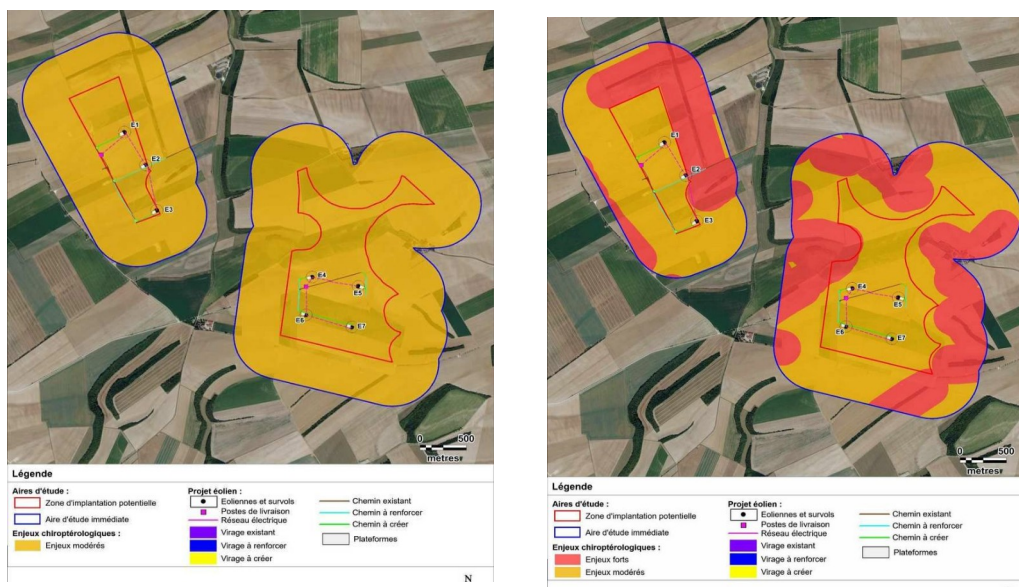 E1
E2
E3
E4
E5
E6
E7
0 500
metres
Légende
Aires d'étude :
Zone d'implantation potentielle
Aire d'étude immédiate
Enjeux chiroptérologiques :
Enjeux modérés
Projet éolien :
Eoliennes et survols
Postes de livraison
Réseau électrique
Virage existant
Virage à renforcer
Virage à créer
Chemin existant
Chemin à renforcer
Chemin à créer
Plateformes
N
E1
E2
E3
E4
E5
E6
E7
0 500
metres
Légende
Aires d'étude :
Zone d'implantation potentielle
Aire d'étude immédiate
Enjeux chiroptérologiques :
Enjeux forts
Enjeux modérés
Projet éolien :
Eoliennes et survols
Postes de livraison
Réseau électrique
Virage existant
Virage à renforcer
Virage à créer
Chemin existant
Chemin à renforcer
Chemin à créer
Plateformes